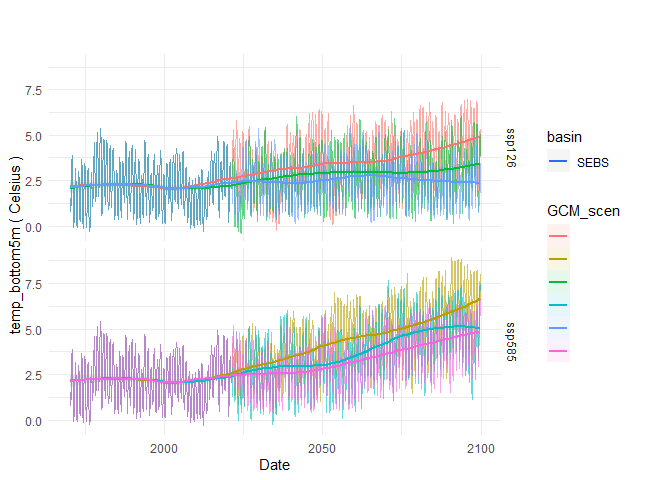 7.5
5.0
2.5
0.0
ssp126
7.5
5.0
2.5
0.0
ssp585
temp_bottom5m ( Celsius )
2000 2050 2100
Date
basin
SEBS
GCM_scen